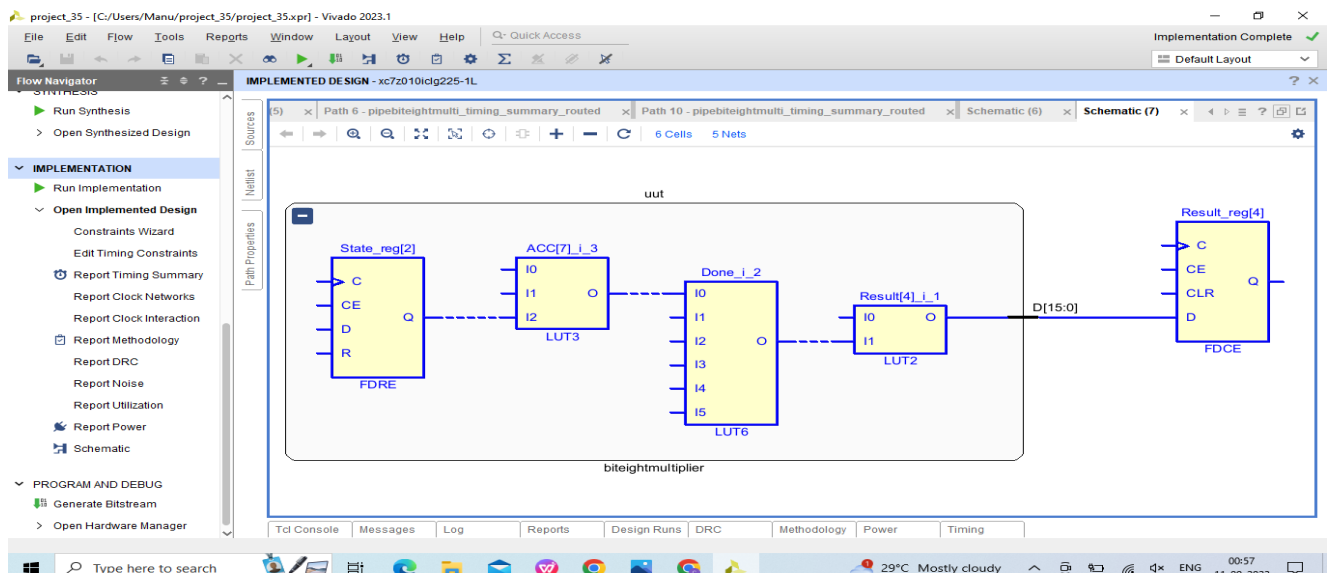 project_35 - [C:/Users/Manu/project_35/project_35.xpr] - Vivado 2023.1
File Edit Flow Tools Reports Window Layout View Help Q- Quick Access
Implementation Complete
Default Layout
Flow Navigator
IMPLEMENTED DESIGN - xc7z010iclg225-1L
SYNTHESIS
Run Synthesis
Open Synthesized Design
IMPLEMENTATION
Run Implementation
Open Implemented Design
Constraints Wizard
Edit Timing Constraints
Report Timing Summary
Report Clock Networks
Report Clock Interaction
Report Methodology
Report DRC
Report Noise
Report Utilization
Report Power
Schematic
PROGRAM AND DEBUG
Generate Bitstream
Open Hardware Manager
Sources
Netlist
Path Properties
(5) Path 6 - pipebiteightmulti_timing_summary_routed Path 10 - pipebiteightmulti_timing_summary_routed Schematic (6) Schematic (7)
6 Cells 5 Nets
uut
State_reg[2]
C
CE
D
R
Q
FDRE
ACC[7]_i_3
I0
I1
I2
O
LUT3
Done_i_2
I0
I1
I2
I3
I4
I5
O
LUT6
Result[4]_i_1
I0
I1
O
LUT2
D[15:0]
Result_reg[4]
C
CE
CLR
D
Q
FDCE
biteightmultiplier
Tcl Console Messages Log Reports Design Runs DRC Methodology Power Timing
Type here to search
29°C Mostly cloudy
ENG
00:57